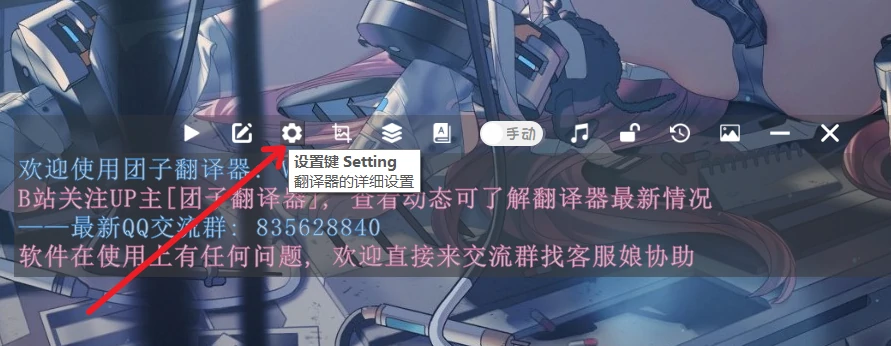 手动
欢迎使用团子翻译器
设置键 Setting
翻译器的详细设置
B站关注UP主[团子翻译器],查看动态可了解翻译器最新情况
——最新QQ交流群: 835628840
软件在使用上有任何问题, 欢迎直接来交流群找客服娘协助